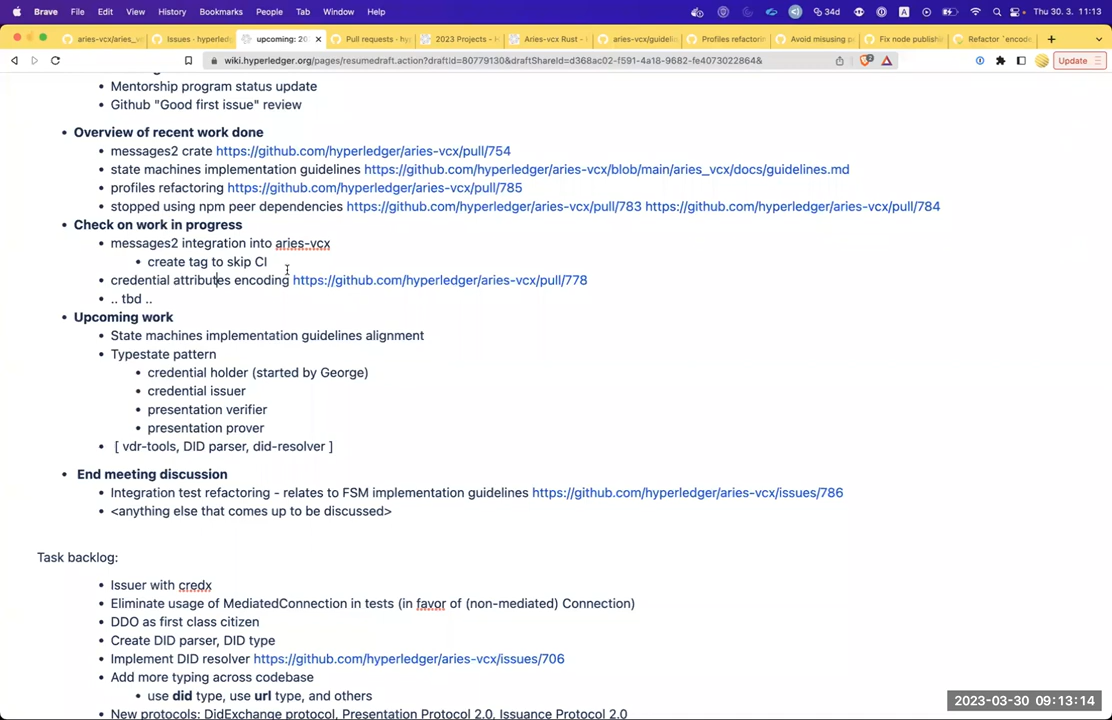 Brave File Edit View History Bookmarks People Tab Window Help 34d A Thu 30. 3. 11:13
aries-vcx/aries_v Issues · hyperled upcoming: 20 Pull requests · hy 2023 Projects - H Aries-vcx Rust - aries-vcx/guideli Profiles refactorin Avoid misusing p Fix node publishi Refactor `encode_
wiki.hyperledger.org/pages/resumedraft.action?draftId=80779130&draftShareId=d368ac02-f591-4a18-9682-fe4073022864& Update
Mentorship program status update
Github "Good first issue" review
Overview of recent work done
messages2 crate https://github.com/hyperledger/aries-vcx/pull/754
state machines implementation guidelines https://github.com/hyperledger/aries-vcx/blob/main/aries_vcx/docs/guidelines.md
profiles refactoring https://github.com/hyperledger/aries-vcx/pull/785
stopped using npm peer dependencies https://github.com/hyperledger/aries-vcx/pull/783 https://github.com/hyperledger/aries-vcx/pull/784
Check on work in progress
messages2 integration into aries-vcx
create tag to skip CI
credential attributes encoding https://github.com/hyperledger/aries-vcx/pull/778
.. tbd ..
Upcoming work
State machines implementation guidelines alignment
Typestate pattern
credential holder (started by George)
credential issuer
presentation verifier
presentation prover
[ vdr-tools, DID parser, did-resolver ]
End meeting discussion
Integration test refactoring - relates to FSM implementation guidelines https://github.com/hyperledger/aries-vcx/issues/786
<anything else that comes up to be discussed>
Task backlog:
Issuer with credx
Eliminate usage of MediatedConnection in tests (in favor of (non-mediated) Connection)
DDO as first class citizen
Create DID parser, DID type
Implement DID resolver https://github.com/hyperledger/aries-vcx/issues/706
Add more typing across codebase
use did type, use url type, and others
New protocols: DidExchange protocol, Presentation Protocol 2.0, Issuance Protocol 2.0
2023-03-30 09:13:14